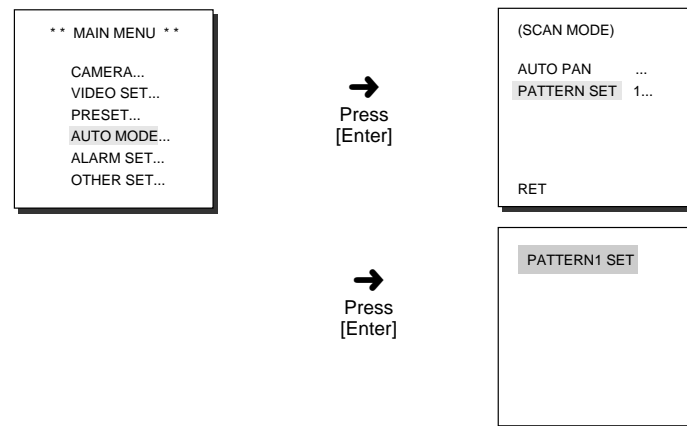 * * MAIN MENU * *
CAMERA...
VIDEO SET...
PRESET...
AUTO MODE...
ALARM SET...
OTHER SET...
Press
[Enter]
(SCAN MODE)
AUTO PAN ...
PATTERN SET 1...
RET
Press
[Enter]
PATTERN1 SET